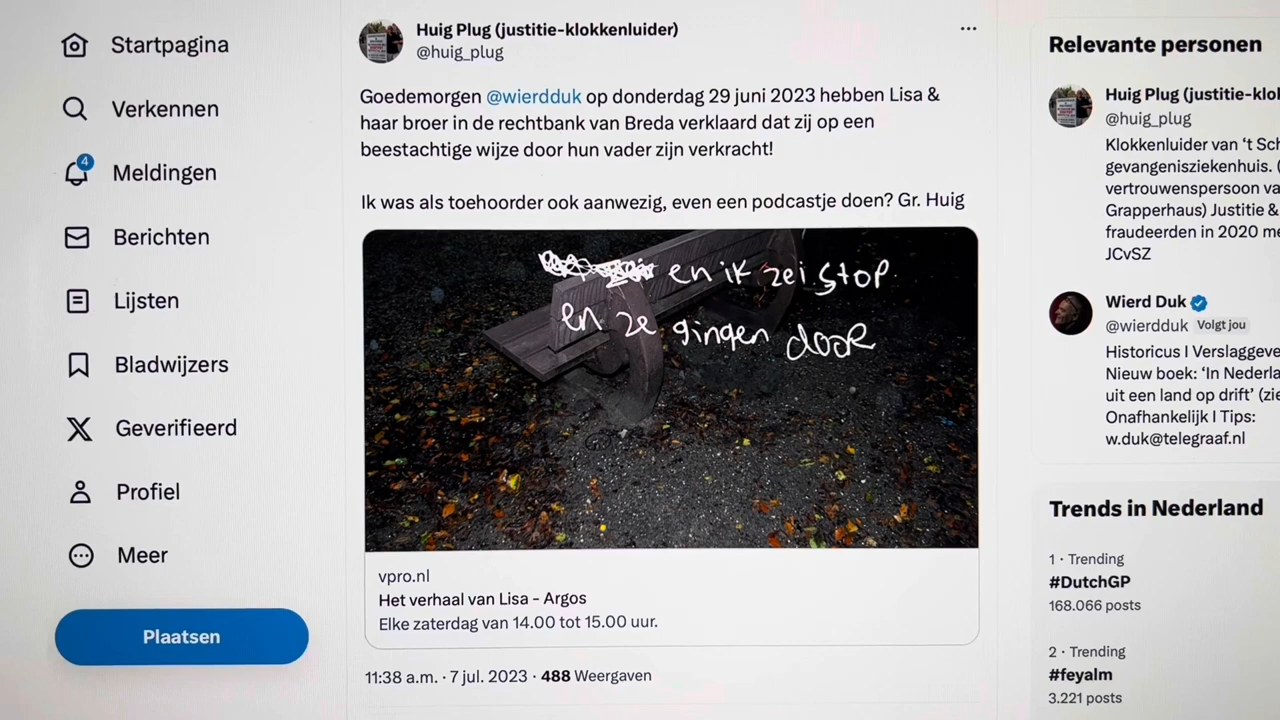 Startpagina
Verkennen
4
Meldingen
Berichten
Lijsten
Bladwijzers
Geverifieerd
Profiel
Meer
Plaatsen
Huig Plug (justitie-klokkenluider)
@huig_plug
Goedemorgen @wierdduk op donderdag 29 juni 2023 hebben Lisa &
haar broer in de rechtbank van Breda verklaard dat zij op een
beestachtige wijze door hun vader zijn verkracht!
Ik was als toehoorder ook aanwezig, even een podcastje doen? Gr. Huig
en ik zei stop
en ze gingen door
vpro.nl
Het verhaal van Lisa - Argos
Elke zaterdag van 14.00 tot 15.00 uur.
11:38 a.m. · 7 jul. 2023 · 488 Weergaven
Relevante personen
Huig Plug (justitie-klol
@huig_plug
Klokkenluider van 't Sch
gevangenisziekenhuis. (
vertrouwenspersoon va
Grapperhaus) Justitie &
fraudeerden in 2020 me
JCvSZ
Wierd Duk
@wierdduk Volgt jou
Historicus I Verslaggeve
Nieuw boek: 'In Nederla
uit een land op drift' (zie
Onafhankelijk I Tips:
w.duk@telegraaf.nl
Trends in Nederland
1 · Trending
#DutchGP
168.066 posts
2 · Trending
#feyalm
3.221 posts